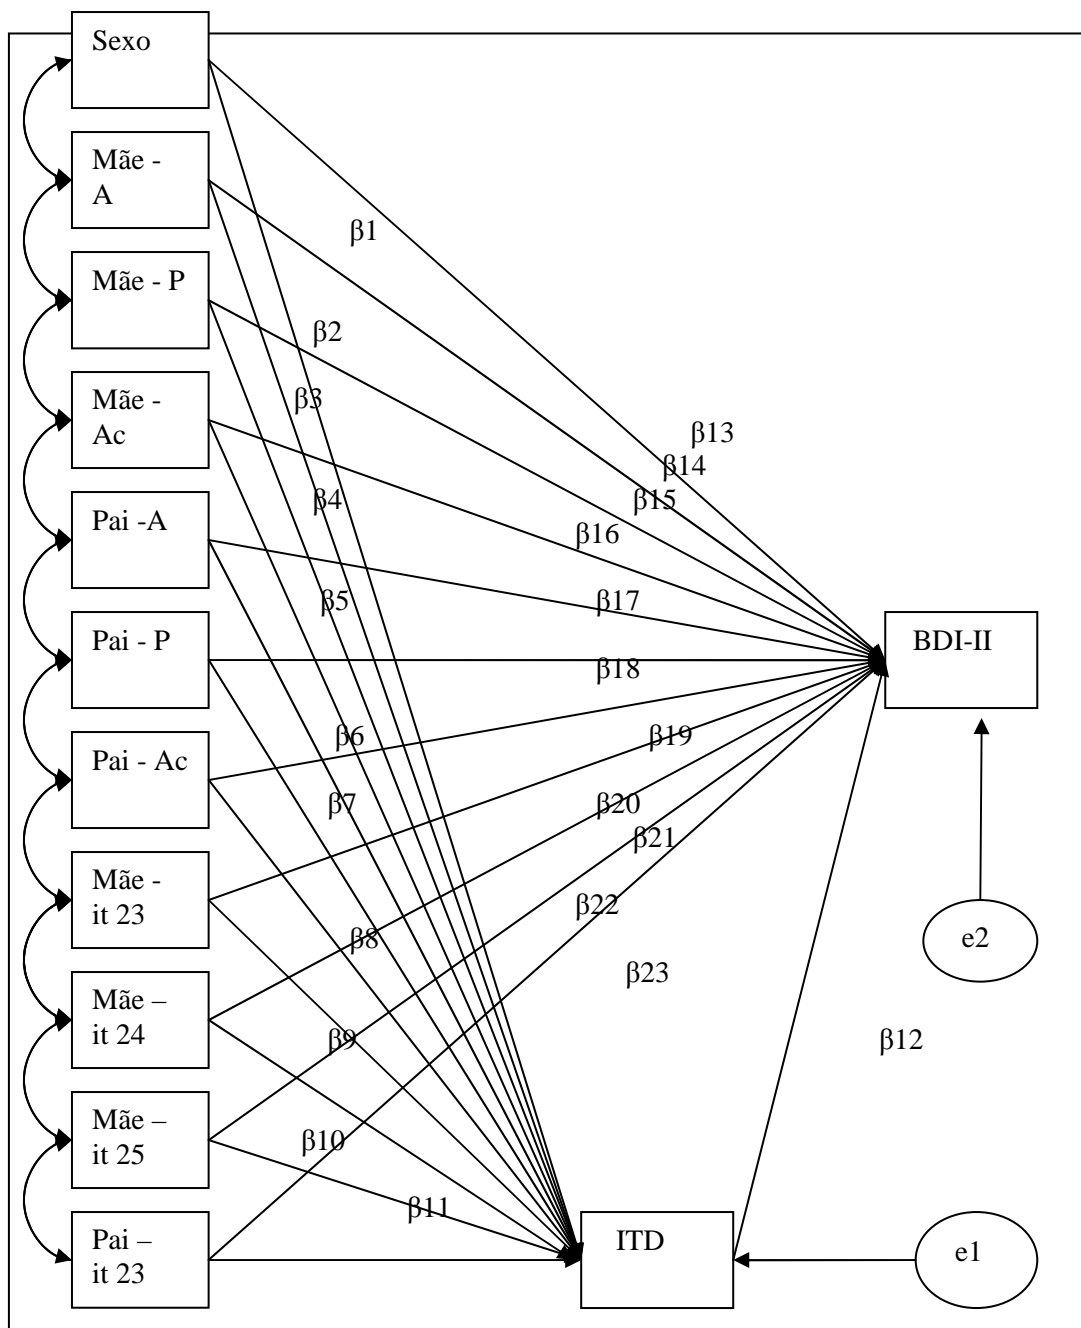 Sexo
Mãe -
A
Mãe - P
Mãe -
Ac
Pai -A
Pai - P
Pai - Ac
Mãe -
it 23
Mãe –
it 24
Mãe –
it 25
Pai –
it 23
β1
β2
β3
β4
β5
β6
β7
β8
β9
β10
β11
β13
β14
β15
β16
β17
β18
β19
β20
β21
β22
β23
β12
BDI-II
e2
ITD
e1